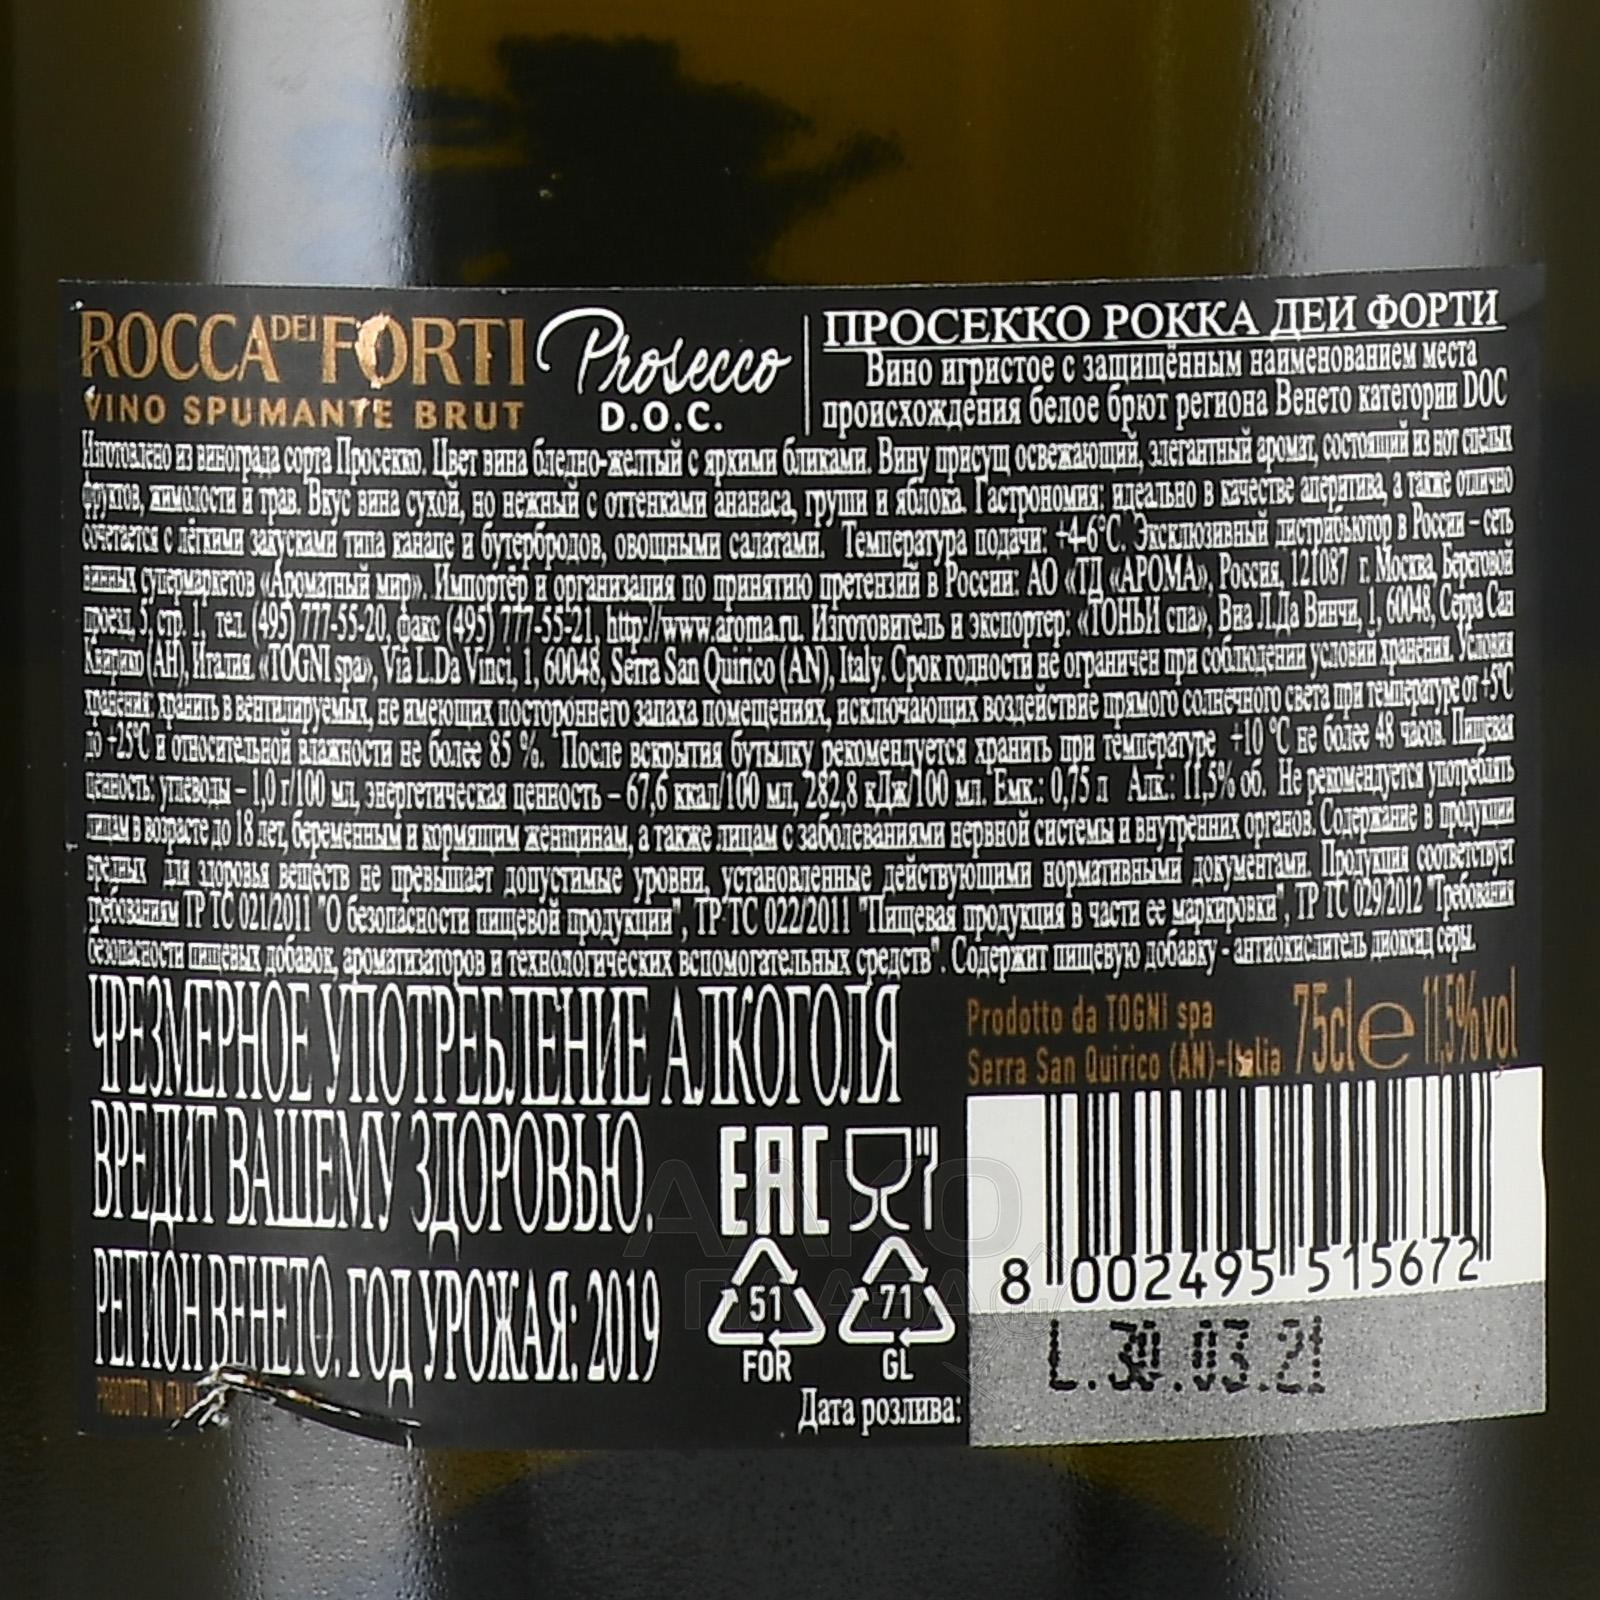 ROCCA DEI FORTI Prosecco
VINO SPUMANTE BRUT D.O.C.
ПРОСЕККО РОККА ДЕИ ФОРТИ
Вино игристое с защищённым наименованием места
происхождения белое брют региона Венето категории DOC
Изготовлено из винограда сорта Просекко. Цвет вина бледно-желтый с яркими бликами. Вину присущ освежающий, элегантный аромат, состоящий из нот спелых
фруктов, жимолости и трав. Вкус вина сухой, но нежный с оттенками ананаса, груши и яблока. Гастрономия: идеально в качестве аперитива, а также отлично
сочетается с лёгкими закусками типа канапе и бутербродов, овощными салатами. Температура подачи: +4-6°С. Эксклюзивный дистрибьютор в России – сеть
винных супермаркетов «Ароматный мир». Импортёр и организация по принятию претензий в России: АО «ТД «АРОМА», Россия, 121087 г. Москва, Береговой
проезд, 5, стр. 1, тел. (495) 777-55-20, факс (495) 777-55-21, http://www.aroma.ru. Изготовитель и экспортер: «ТОНЬИ спа», Виа Л.Да Винчи, 1, 60048, Серра Сан
Квирико (АН), Италия. «TOGNI spa», Via L.Da Vinci, 1, 60048, Serra San Quirico (AN), Italy. Срок годности не ограничен при соблюдении условий хранения. Условия
хранения: хранить в вентилируемых, не имеющих постороннего запаха помещениях, исключающих воздействие прямого солнечного света при температуре от +5°С
до +25°С и относительной влажности не более 85 %. После вскрытия бутылку рекомендуется хранить при температуре +10 °С не более 48 часов. Пищевая
ценность: углеводы – 1,0 г/100 мл, энергетическая ценность – 67,6 ккал/100 мл, 282,8 кДж/100 мл. Емк.: 0,75 л Алк.: 11,5% об. Не рекомендуется употреблять
лицам в возрасте до 18 лет, беременным и кормящим женщинам, а также лицам с заболеваниями нервной системы и внутренних органов. Содержание в продукции
вредных для здоровья веществ не превышает допустимые уровни, установленные действующими нормативными документами. Продукция соответствует
требованиям ТР ТС 021/2011 "О безопасности пищевой продукции", ТР ТС 022/2011 "Пищевая продукция в части ее маркировки", ТР ТС 029/2012 "Требования
безопасности пищевых добавок, ароматизаторов и технологических вспомогательных средств". Содержит пищевую добавку - антиокислитель диоксид серы.
ЧРЕЗМЕРНОЕ УПОТРЕБЛЕНИЕ АЛКОГОЛЯ
ВРЕДИТ ВАШЕМУ ЗДОРОВЬЮ.
РЕГИОН ВЕНЕТО. ГОД УРОЖАЯ: 2019
PRODOTTO IN
EAC
51 71
FOR GL
Дата розлива:
Prodotto da TOGNI spa
Serra San Quirico (AN)-Italia
75cl e 11,5%vol
8 002495 515672
L.30.03.21
АЛКО
ПЛАЗА